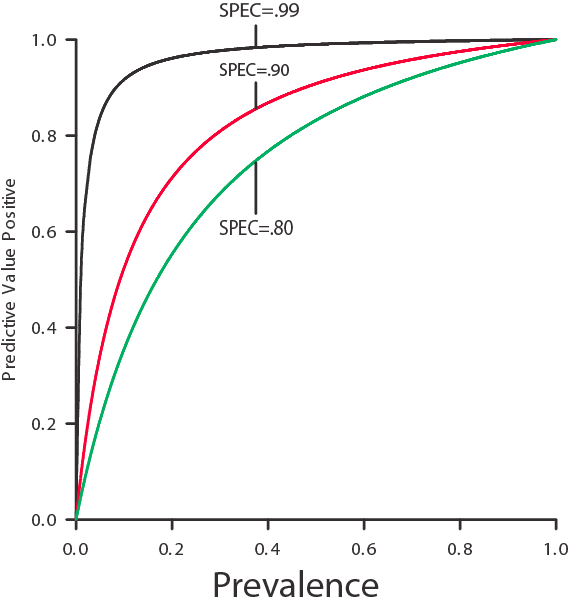 SPEC=.99
SPEC=.90
SPEC=.80
Predictive Value Positive
1.0
0.8
0.6
0.4
0.2
0.0
0.0 0.2 0.4 0.6 0.8 1.0
Prevalence